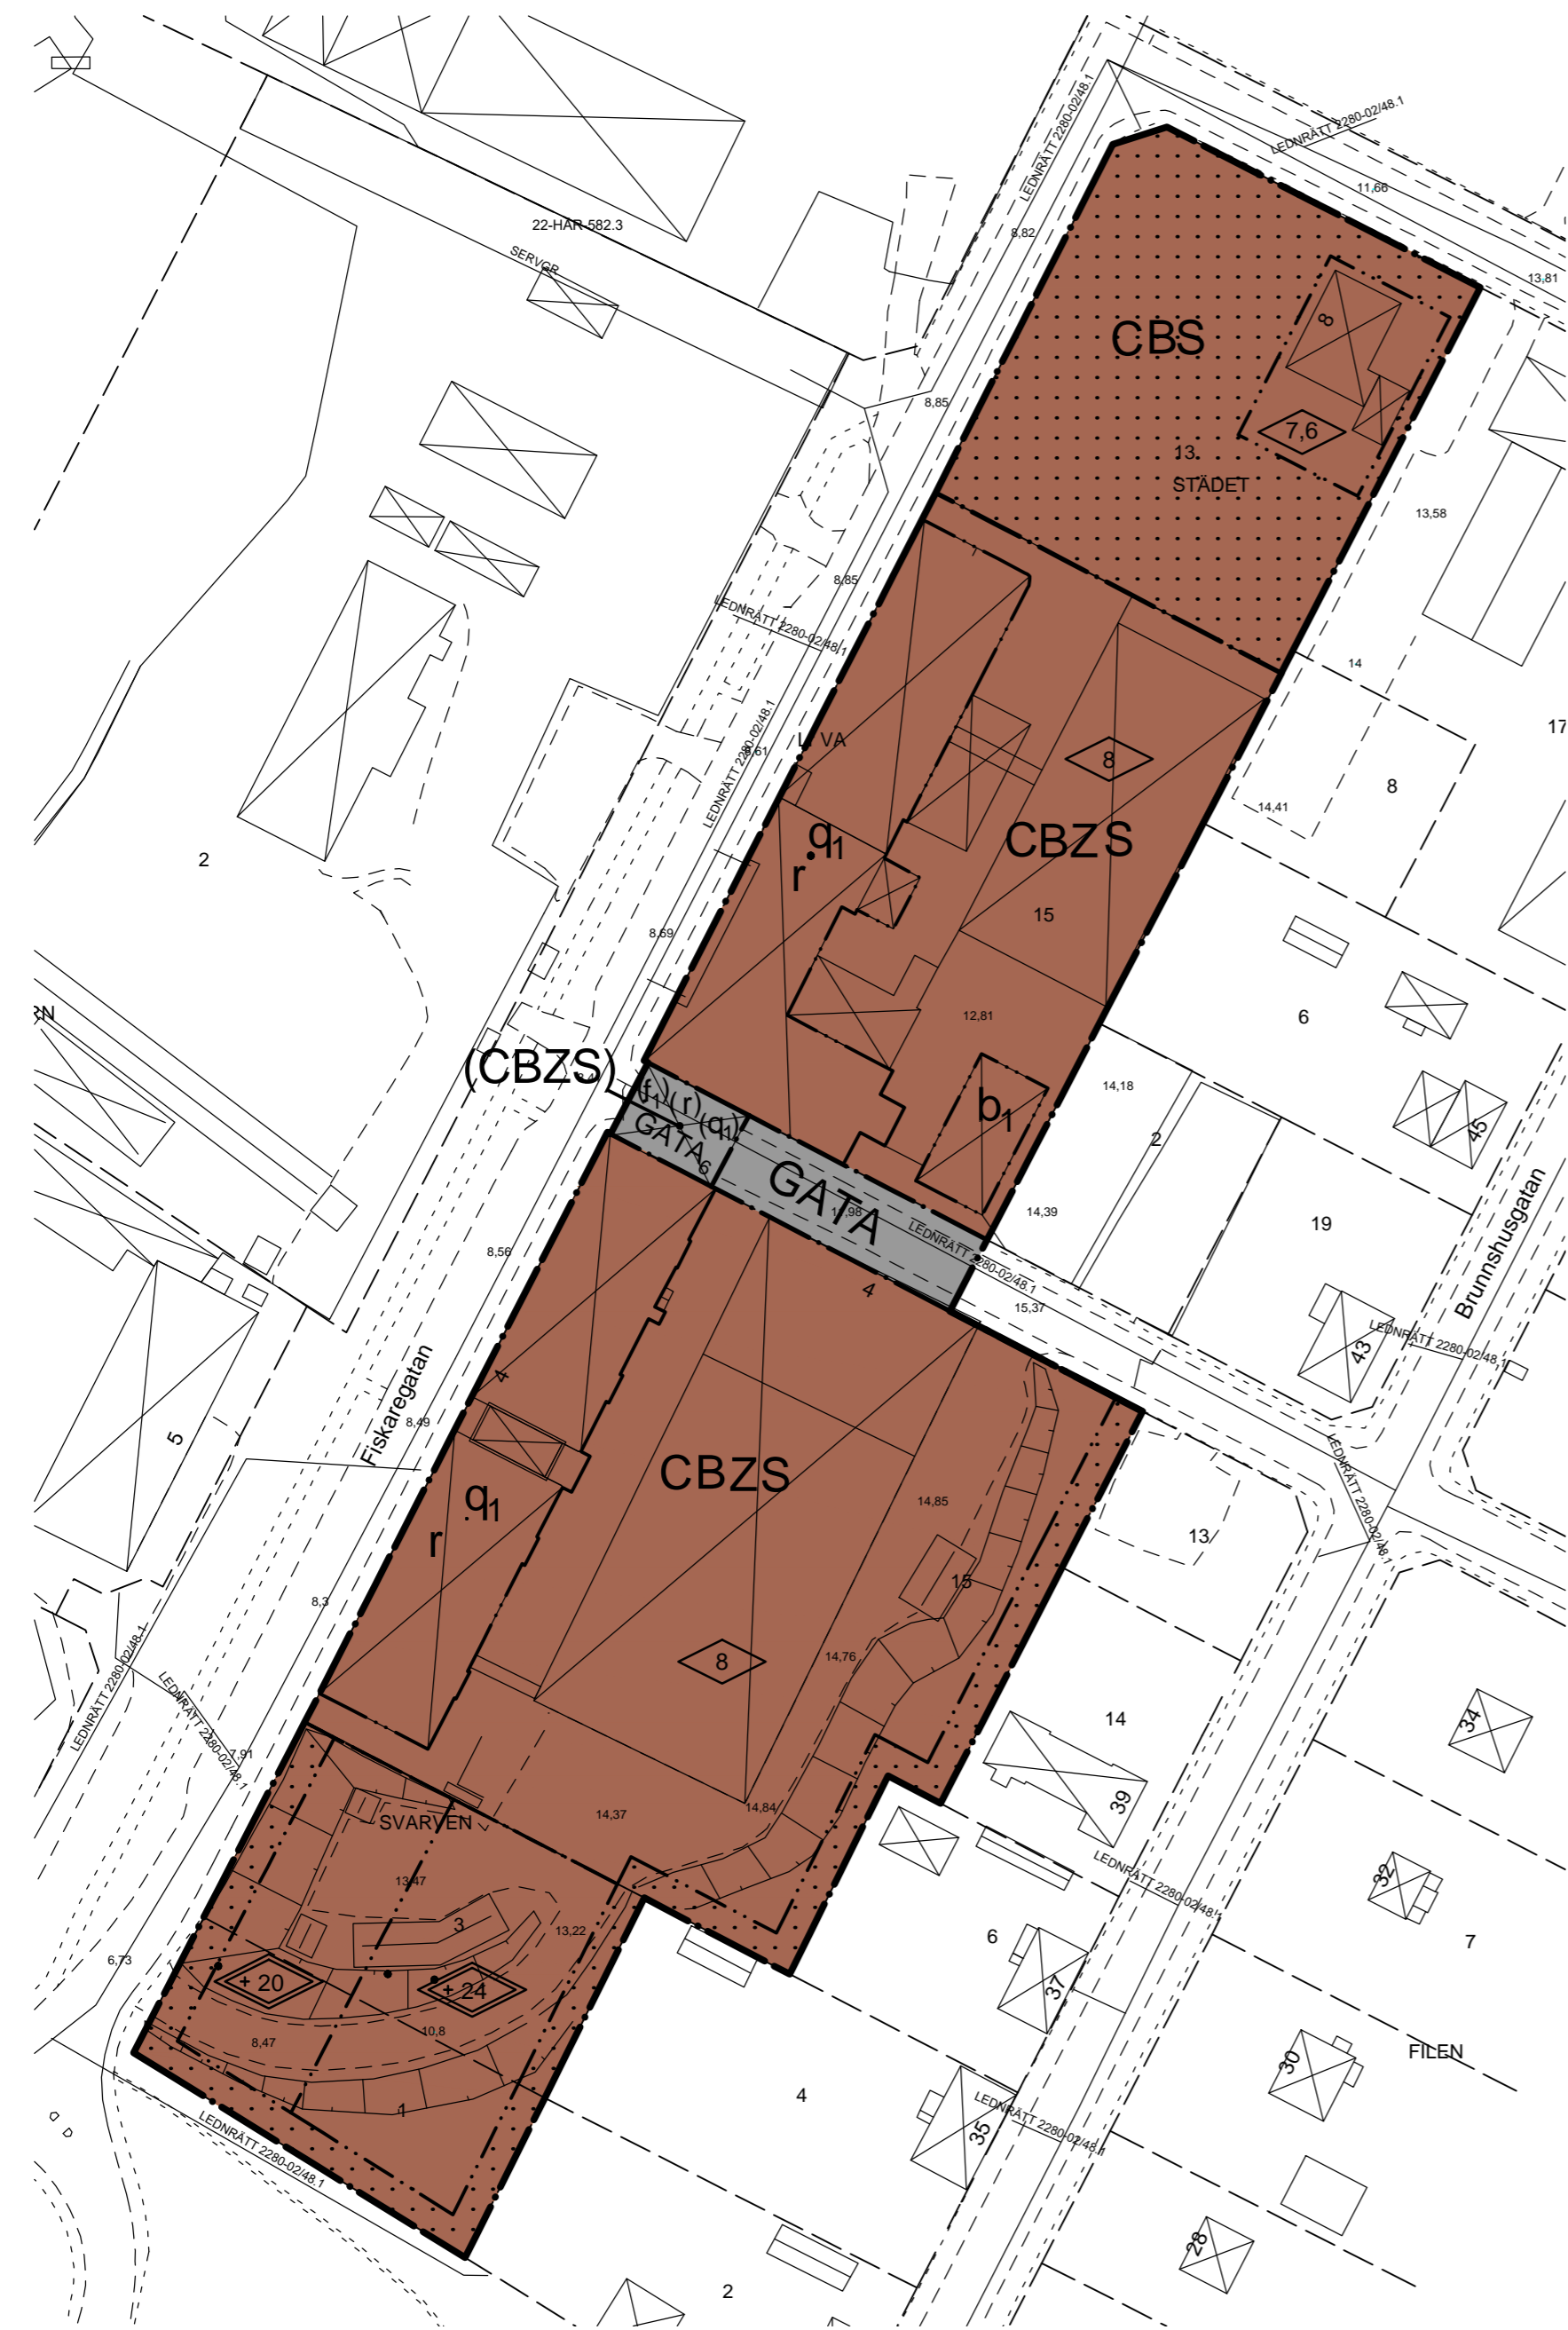 LEDNRÄTT 2280-02/48.1
LEDNRÄTT 2280-02/48.1
11,66
22-HAR-582.3
8,82
SERVGR
13,81
CBS
8
8,85
7,6
13
STÄDET
13,58
8,85
LEDNRÄTT 2280-02/48.1
14
17
LEDNRÄTT 2280-02/48.1
8,61
VA
8
8
14,41
q1
r
CBZS
2
15
8,69
12,81
6
(CBZS)
14,18
(f1)
(r)
(q1)
b1
GATA6
2
45
GATA
LEDNRÄTT 2280-02/48.1
14,39
19
Brunnshusgatan
8,56
4
15,37
LEDNRÄTT 2280-02/48.1
43
4
Fiskaregatan
8,49
5
CBZS
LEDNRÄTT 2280-02/48.1
q1
r
14,85
13
15
8,3
8
14,76
LEDNRÄTT 2280-02/48.1
LEDNRÄTT 2280-02/48.1
14
34
7,91
39
SVARVEN
14,37
14,84
13,47
LEDNRÄTT 2280-02/48.1
32
3
13,22
6
7
6,73
+ 20
+ 24
37
8,47
10,8
30
FILEN
4
1
LEDNRÄTT 2280-02/48.1
LEDNRÄTT 2280-02/48.1
35
28
2